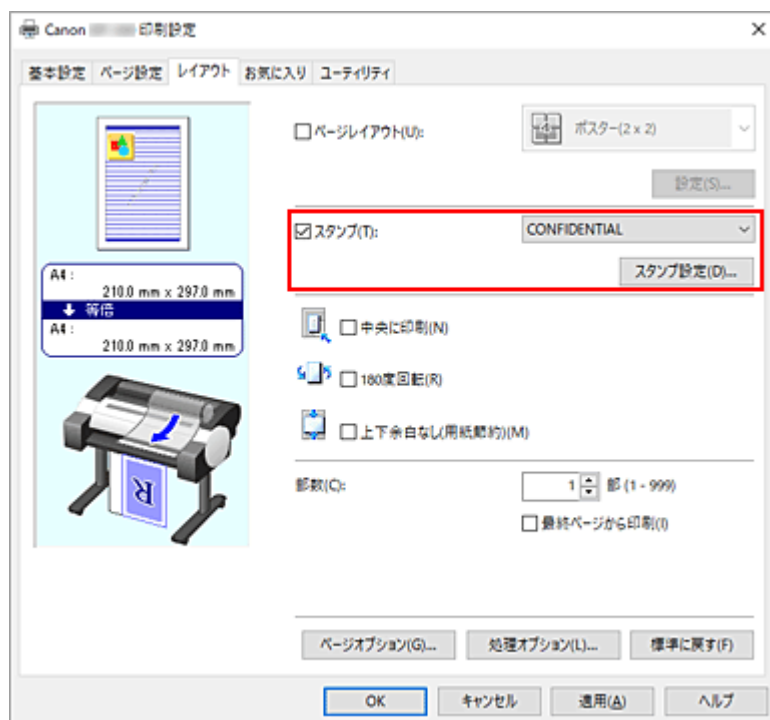 Canon 印刷設定
基本設定 ページ設定 レイアウト お気に入り ユーティリティ
ページレイアウト(U):
ポスター(2 x 2)
設定(S)...
スタンプ(T):
CONFIDENTIAL
スタンプ設定(D)...
A4 :
210.0 mm x 297.0 mm
等倍
A4 :
210.0 mm x 297.0 mm
中央に印刷(N)
180度回転(R)
上下余白なし(用紙節約)(M)
R
部数(C):
1 部 (1 - 999)
最終ページから印刷(I)
ページオプション(G)... 処理オプション(L)... 標準に戻す(F)
OK キャンセル 適用(A) ヘルプ